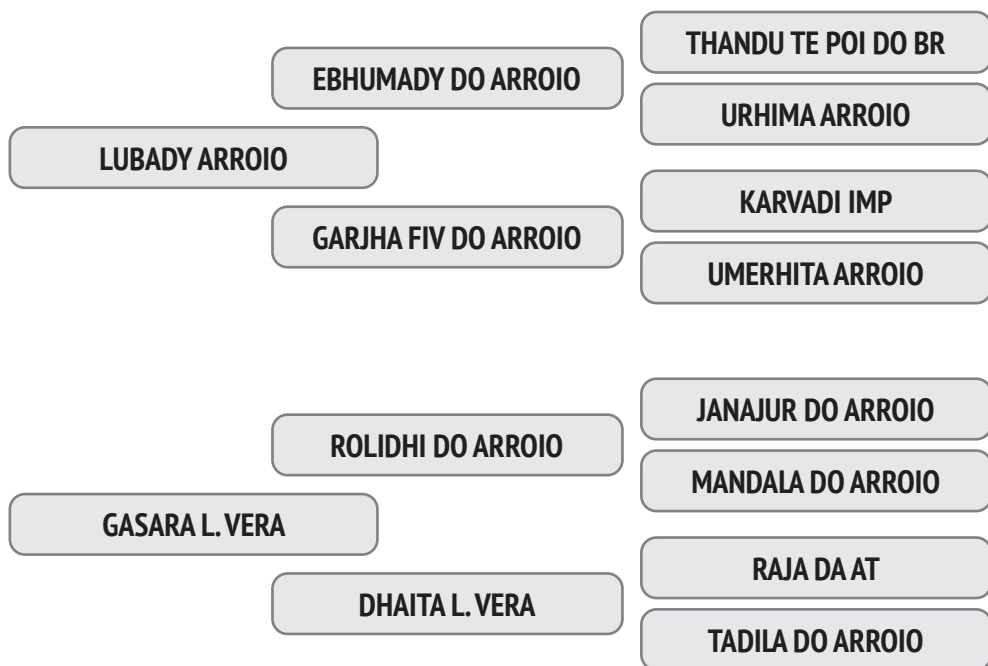 THANDU TE POI DO BR
EBHUMADY DO ARROIO
URHIMA ARROIO
LUBADY ARROIO
KARVADI IMP
GARJHA FIV DO ARROIO
UMERHITA ARROIO
JANAJUR DO ARROIO
ROLIDHI DO ARROIO
MANDALA DO ARROIO
GASARA L. VERA
RAJA DA AT
DHAITA L. VERA
TADILA DO ARROIO